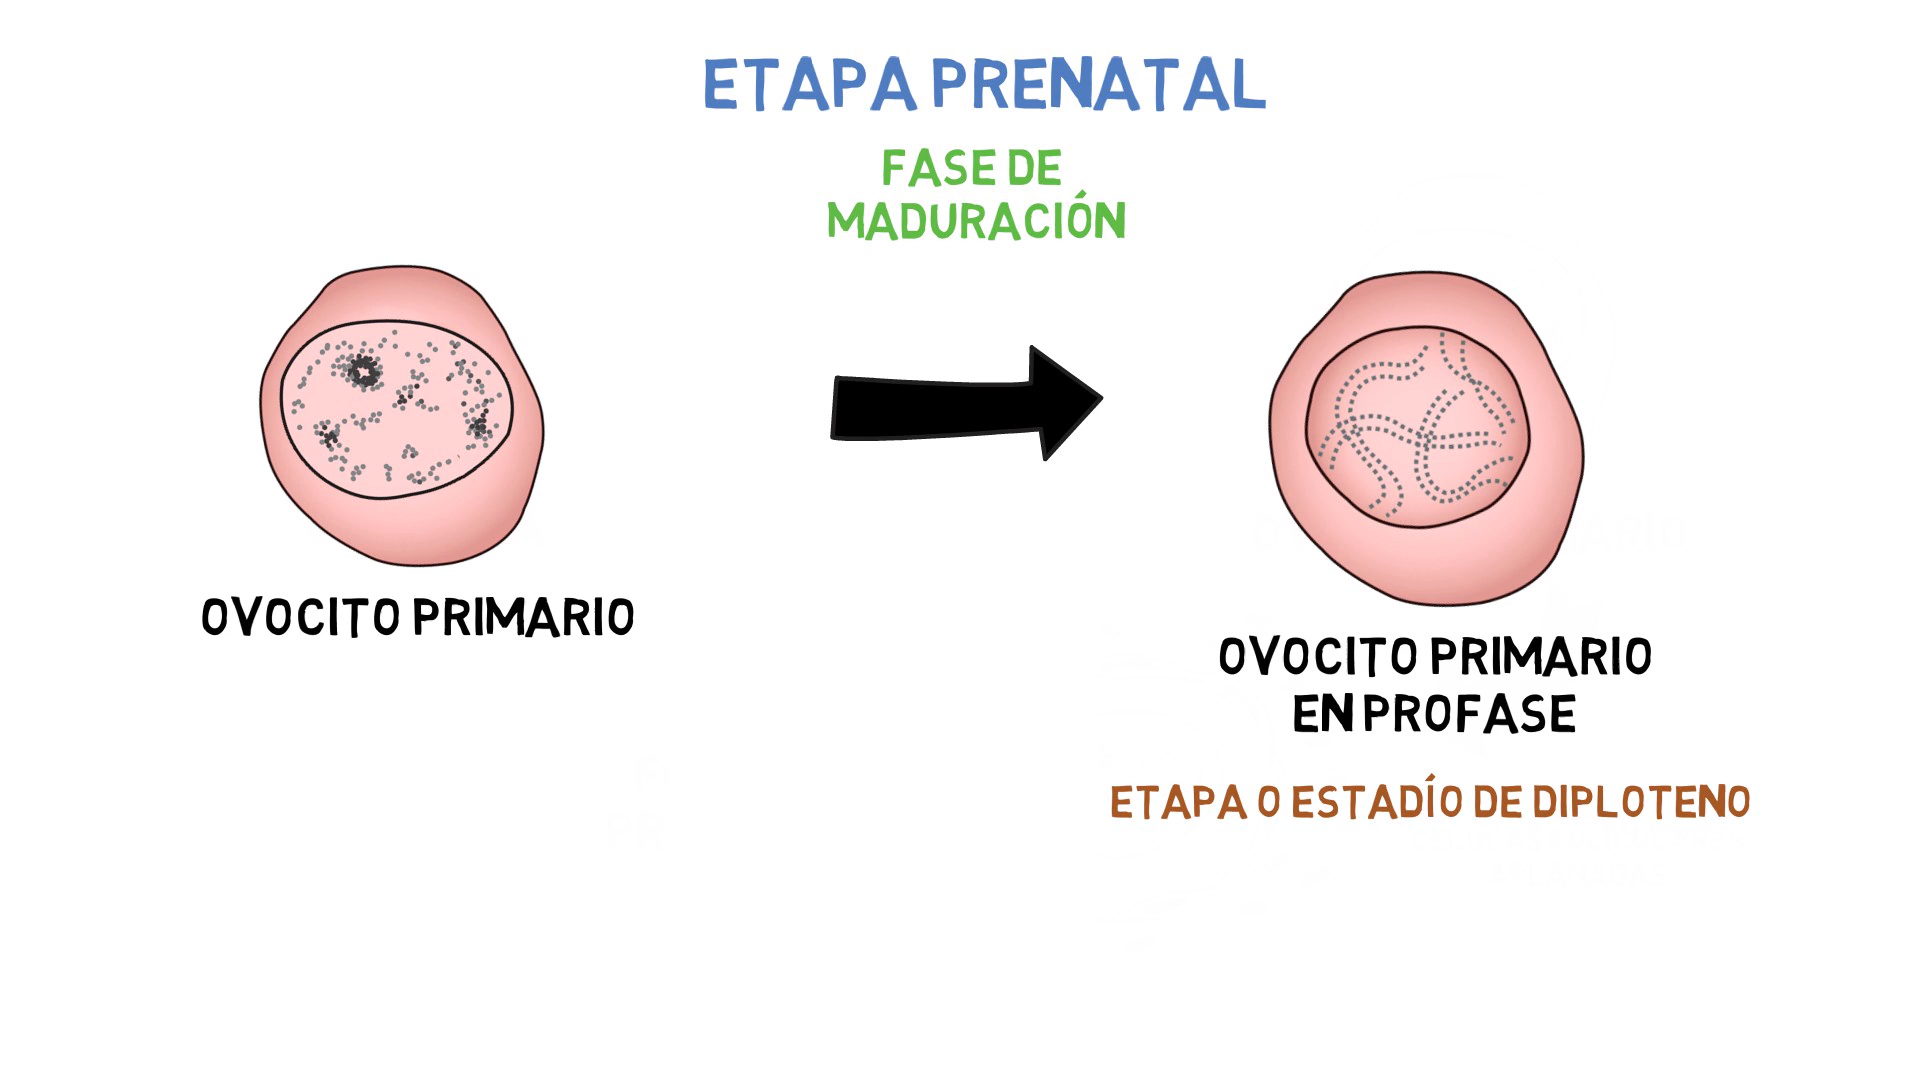 ETAPA PRENATAL
FASE DE
MADURACIÓN
OVOCITO PRIMARIO
OVOCITO PRIMARIO
EN PROFASE
ETAPA O ESTADÍO DE DIPLOTENO